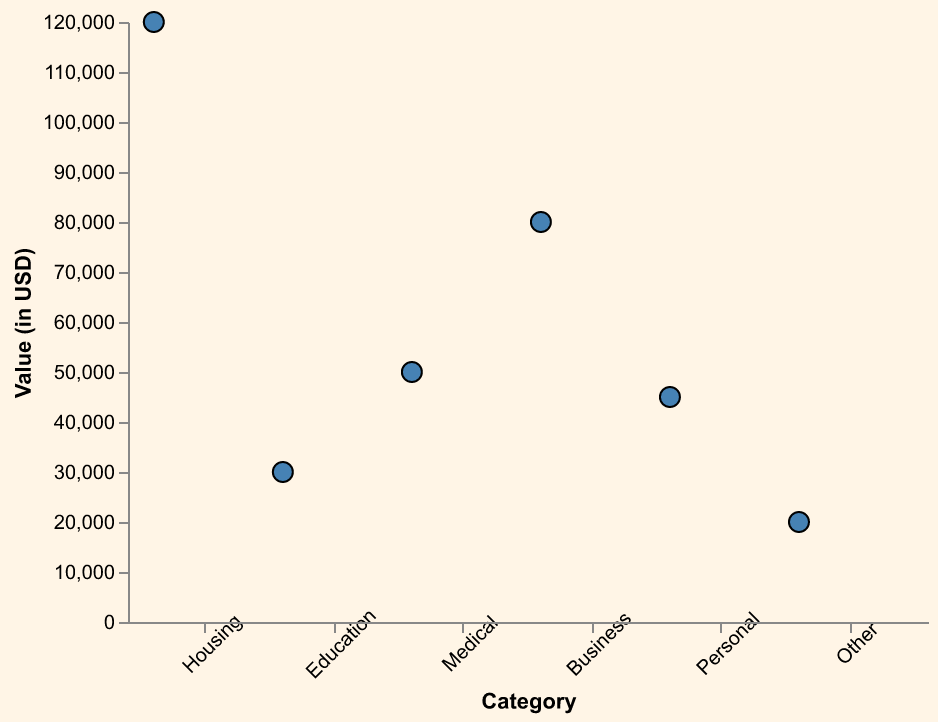 120,000
110,000
100,000
90,000
80,000
70,000
60,000
50,000
40,000
30,000
20,000
10,000
0
Value (in USD)
Housing
Education
Medical
Business
Personal
Other
Category